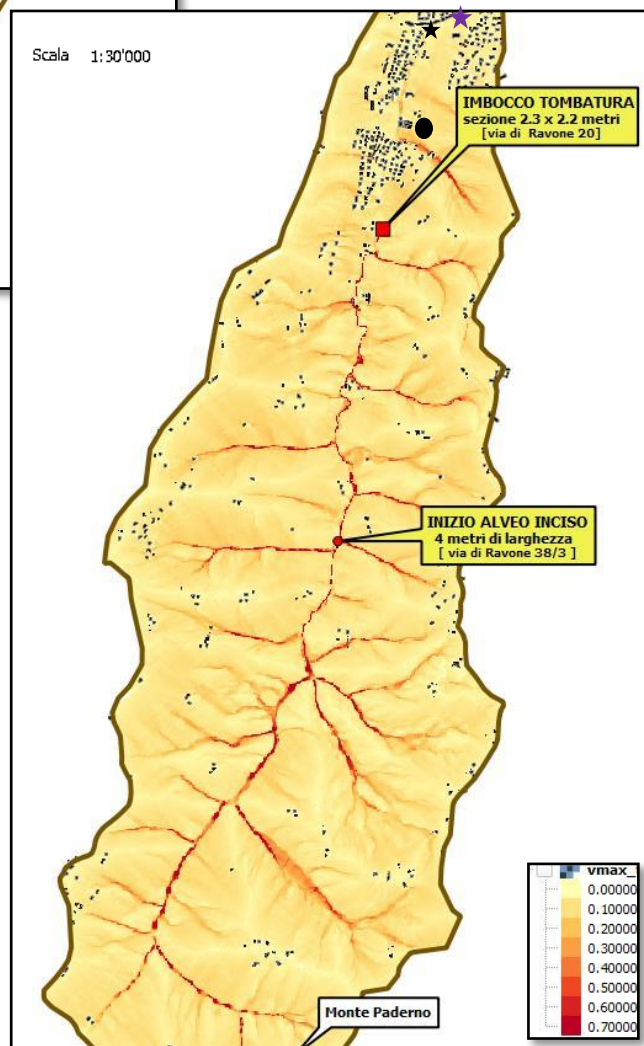 Scala 1:30'000
IMBOCCO TOMBATURA
sezione 2.3 x 2.2 metri
[via di Ravone 20]
INIZIO ALVEO INCISO
4 metri di larghezza
[ via di Ravone 38/3 ]
Monte Paderno
vmax_
0.00000
0.10000
0.20000
0.30000
0.40000
0.50000
0.60000
0.70000